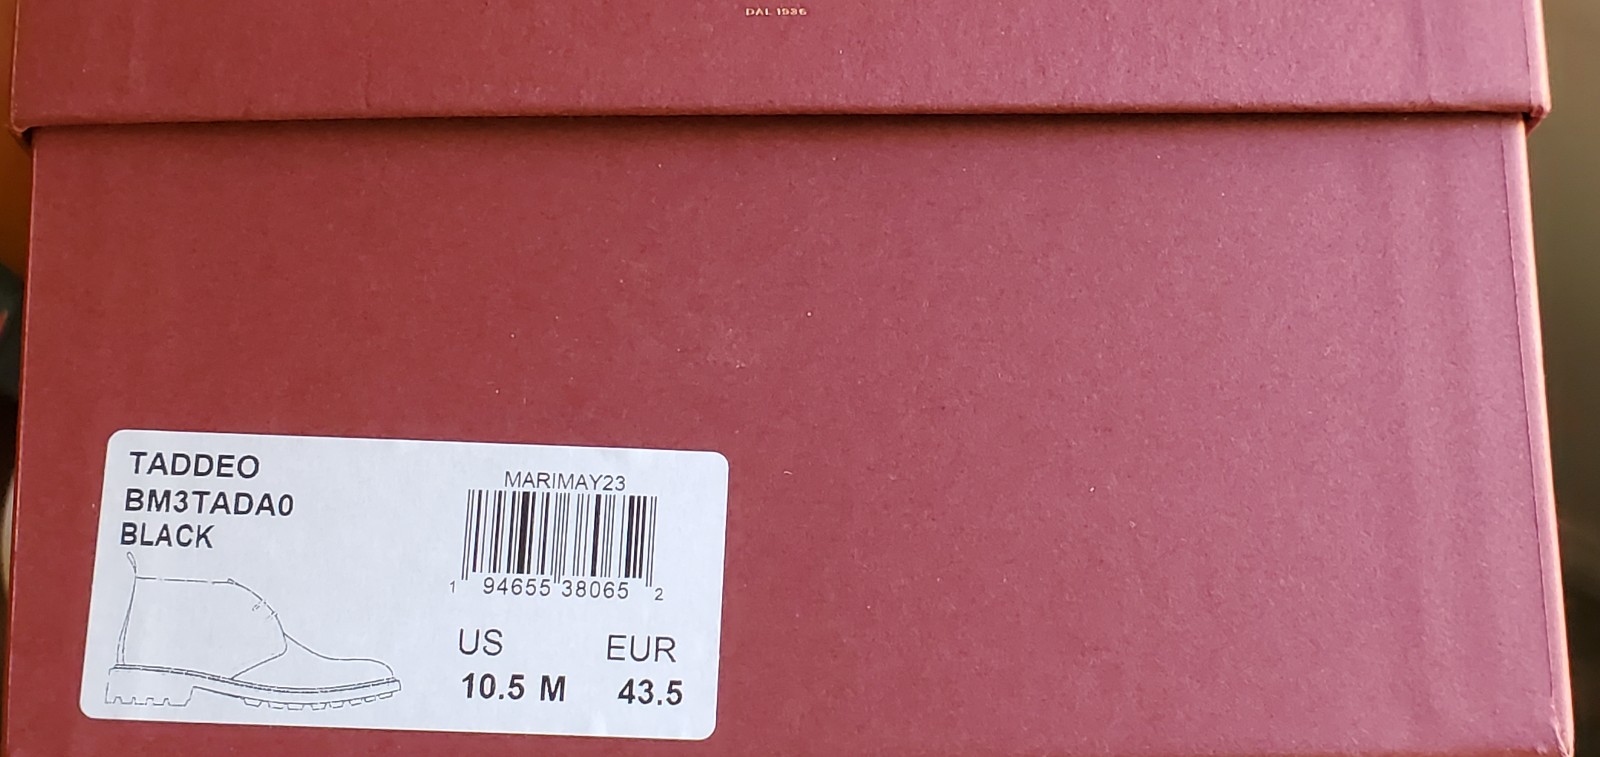 DAL 1936
TADDEO
BM3TADA0
BLACK
MARIMAY23
1 94655 38065 2
US EUR
10.5 M 43.5